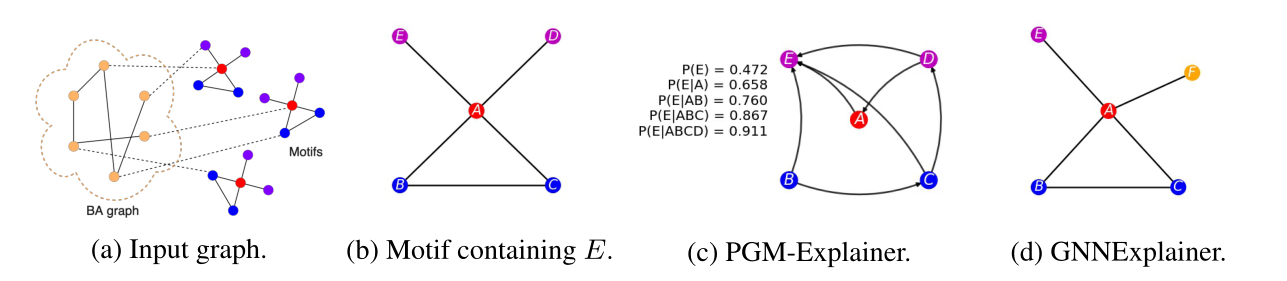 BA graph
Motifs
(a) Input graph.
E
D
A
B
C
(b) Motif containing E.
P(E) = 0.472
P(E|A) = 0.658
P(E|AB) = 0.760
P(E|ABC) = 0.867
P(E|ABCD) = 0.911
E
D
A
B
C
(c) PGM-Explainer.
E
F
A
B
C
(d) GNNExplainer.